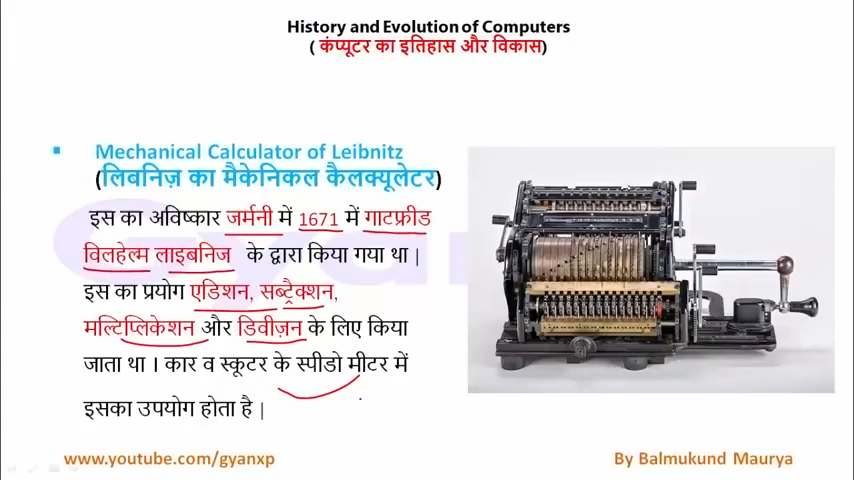 History and Evolution of Computers
( कंप्यूटर का इतिहास और विकास)
Mechanical Calculator of Leibnitz
(लिबनिज़ का मैकेनिकल कैलक्यूलेटर)
इस का अविष्कार जर्मनी में 1671 में गाटफ्रीड
विलहेल्म लाइबनिज के द्वारा किया गया था |
इस का प्रयोग एडिशन, सब्ट्रैक्शन,
मल्टिप्लिकेशन और डिवीज़न के लिए किया
जाता था । कार व स्कूटर के स्पीडो मीटर में
इसका उपयोग होता है |
www.youtube.com/gyanxp
By Balmukund Maurya